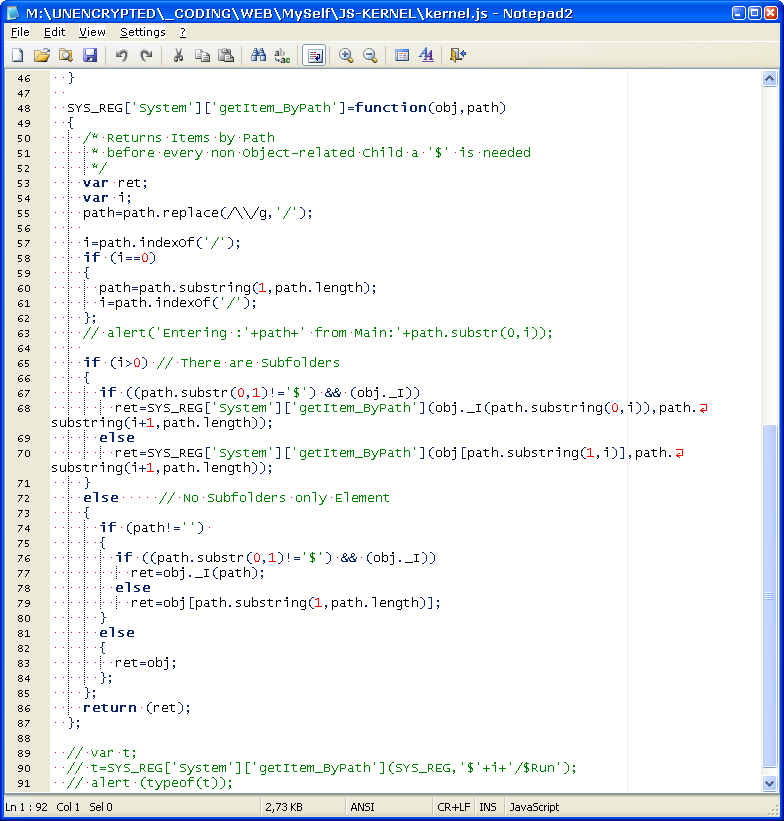 M:\UNENCRYPTED\_CODING\WEB\MySelf\JS-KERNEL\kernel.js - Notepad2
File Edit View Settings ?
46 }
47
48 SYS_REG['System']['getItem_ByPath']=function(obj,path)
49 {
50 /* Returns Items by Path
51 * before every non Object-related Child a '$' is needed
52 */
53 var ret;
54 var i;
55 path=path.replace(/\\/g,'/');
56
57 i=path.indexOf('/');
58 if (i==0)
59 {
60 path=path.substring(1,path.length);
61 i=path.indexOf('/');
62 };
63 // alert('Entering :'+path+' from Main:'+path.substr(0,i));
64
65 if (i>0) // There are Subfolders
66 {
67 if ((path.substr(0,1)!='$') && (obj._I))
68 ret=SYS_REG['System']['getItem_ByPath'](obj._I(path.substring(0,i)),path.
substring(i+1,path.length));
69 else
70 ret=SYS_REG['System']['getItem_ByPath'](obj[path.substring(1,i)],path.
substring(i+1,path.length));
71 }
72 else // No Subfolders only Element
73 {
74 if (path!='')
75 {
76 if ((path.substr(0,1)!='$') && (obj._I))
77 ret=obj._I(path);
78 else
79 ret=obj[path.substring(1,path.length)];
80 }
81 else
82 {
83 ret=obj;
84 };
85 };
86 return (ret);
87 };
88
89 // var t;
90 // t=SYS_REG['System']['getItem_ByPath'](SYS_REG,'$'+i+'/$Run');
91 // alert (typeof(t));
Ln 1 : 92 Col 1 Sel 0 2,73 KB ANSI CR+LF INS JavaScript